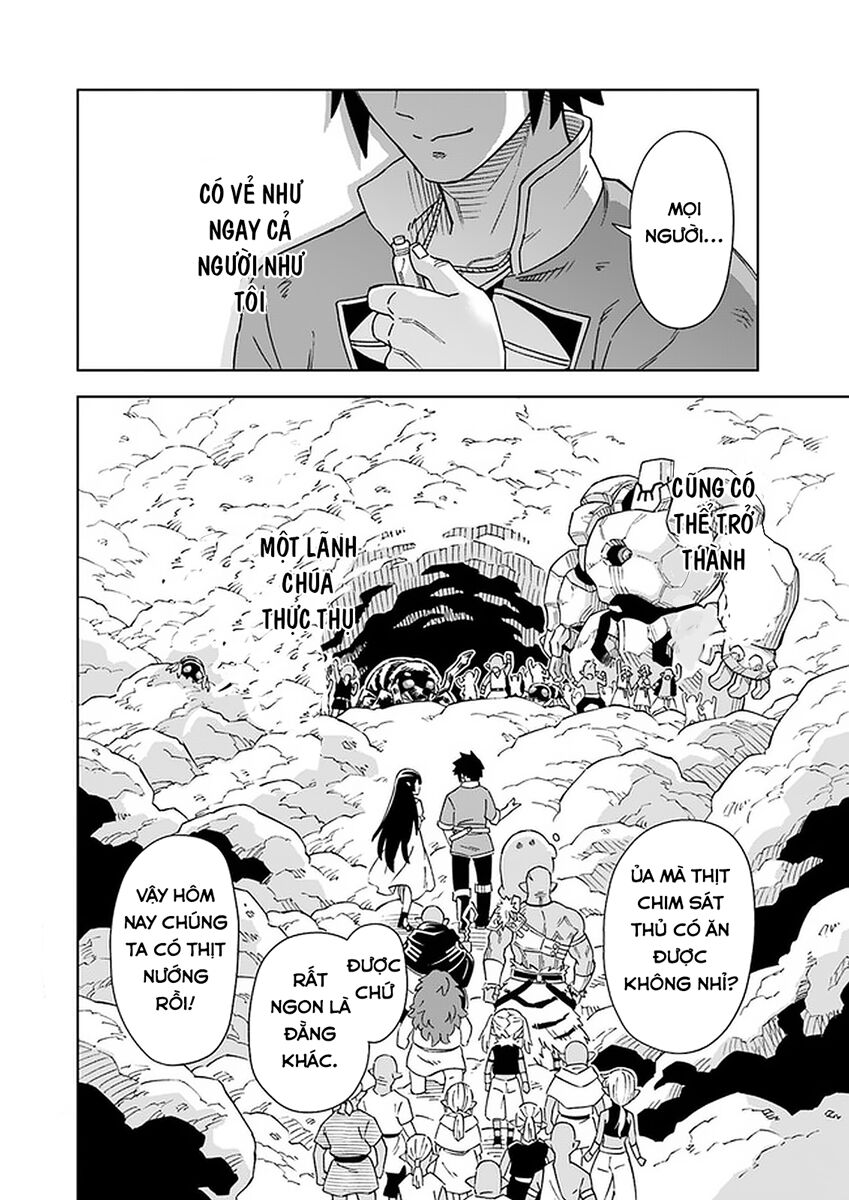 MỌI
NGƯỜI...
CÓ VẺ NHƯ
NGAY CẢ
NGƯỜI NHƯ
TÔI
CŨNG CÓ
THỂ TRỞ
THÀNH
MỘT LÃNH
CHÚA
THỰC THỤ
ỦA MÀ THỊT
CHIM SÁT
THỦ CÓ ĂN
ĐƯỢC
KHÔNG NHỈ?
ĐƯỢC
CHỨ
RẤT
NGON LÀ
ĐẰNG
KHÁC.
VẬY HÔM
NAY CHÚNG
TA CÓ THỊT
NƯỚNG
RỒI!